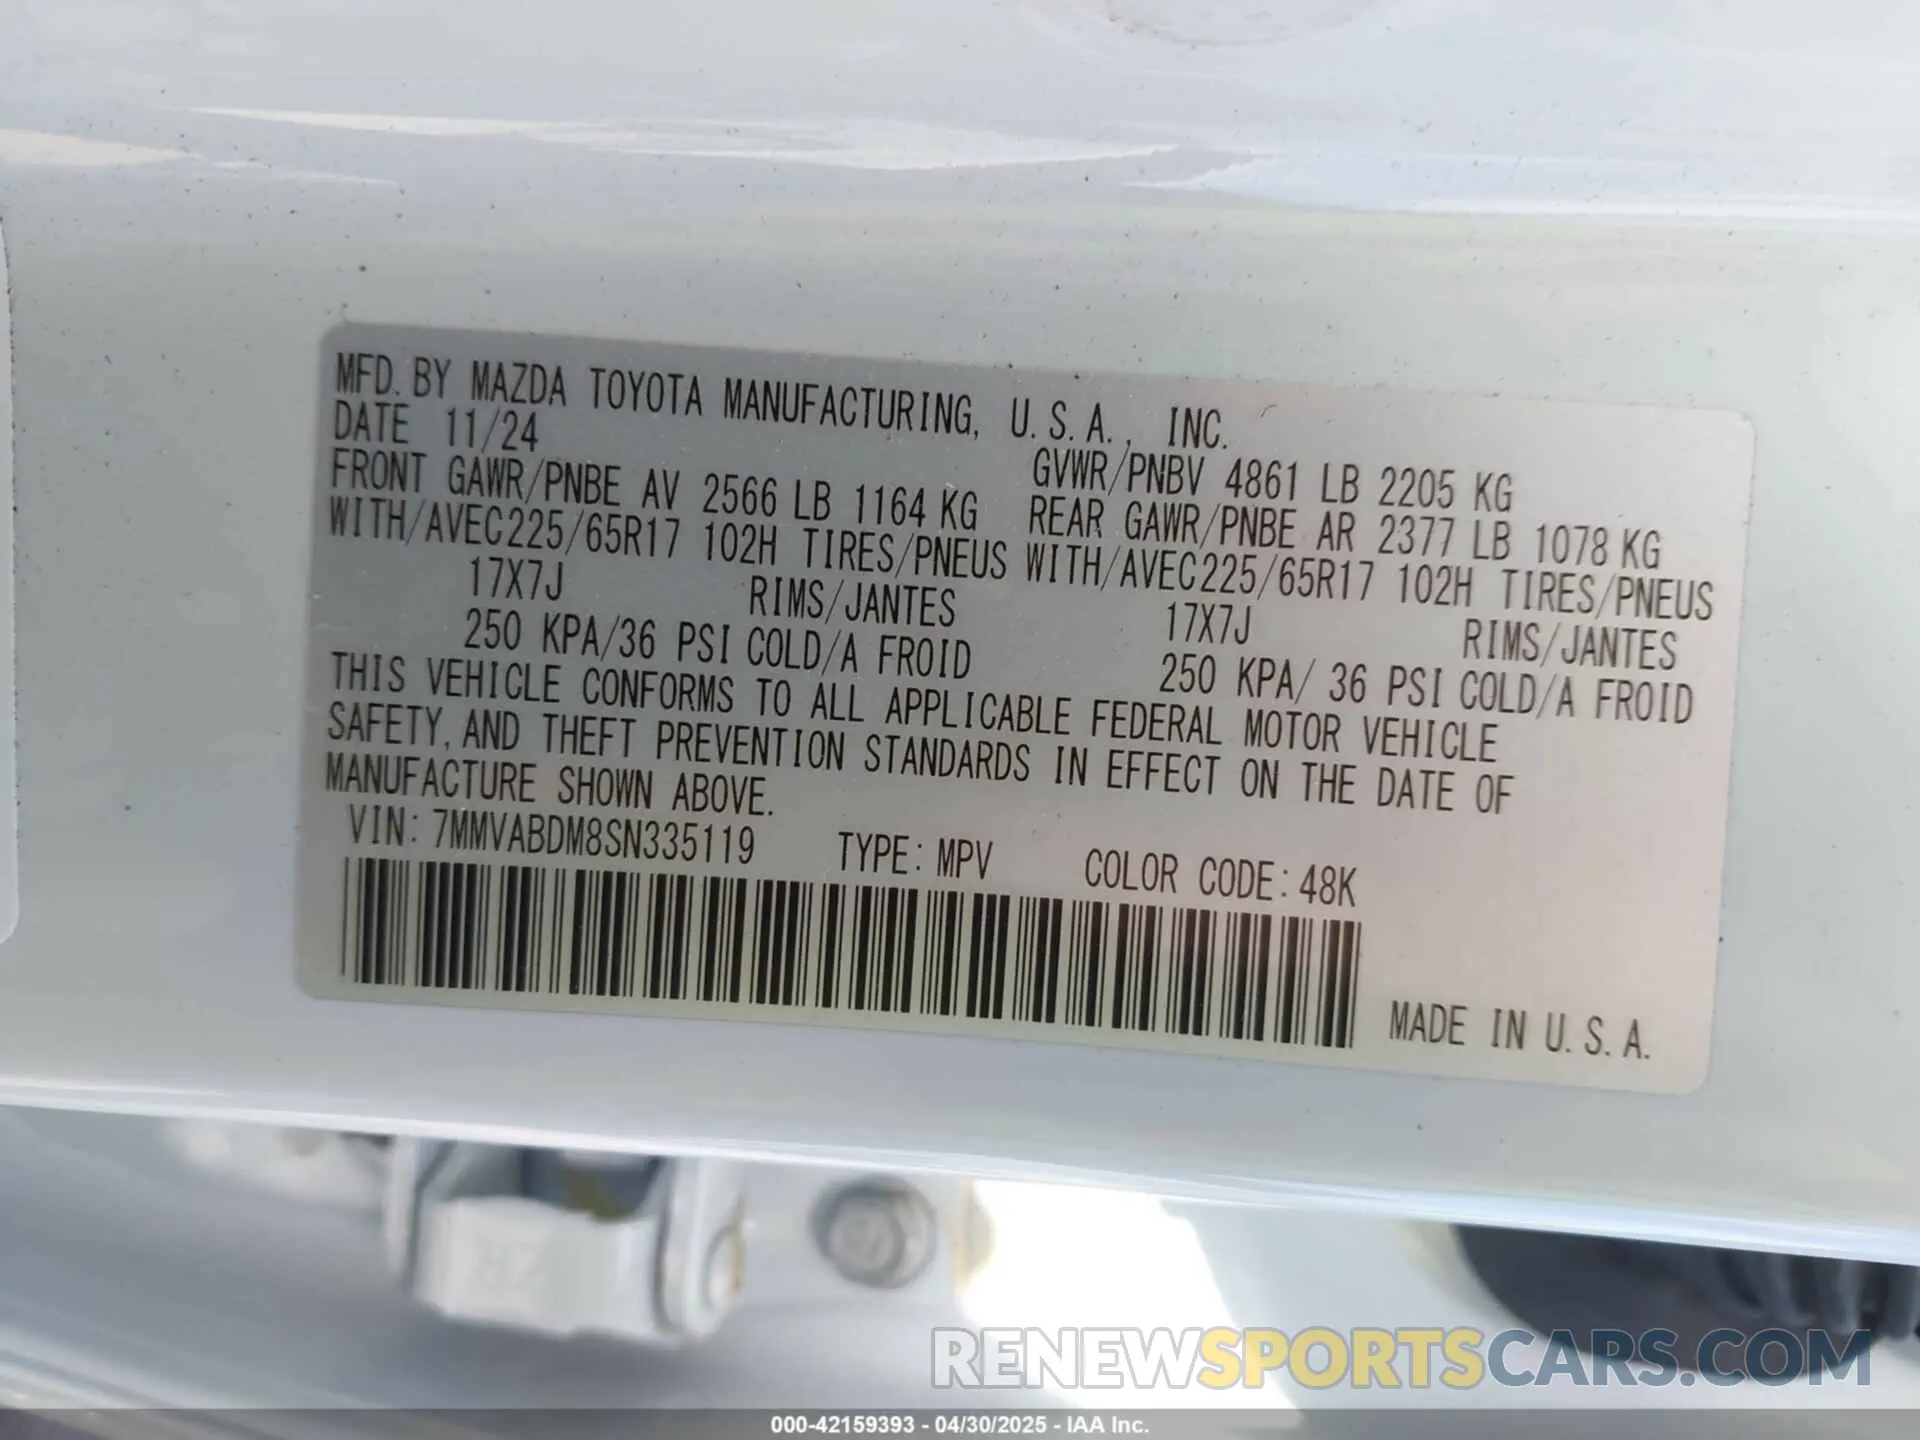 MFD. BY MAZDA TOYOTA MANUFACTURING, U.S.A., INC.
DATE 11/24
GVWR/PNBV 4861 LB 2205 KG
FRONT GAWR/PNBE AV 2566 LB 1164 KG REAR GAWR/PNBE AR 2377 LB 1078 KG
WITH/AVEC225/65R17 102H TIRES/PNEUS WITH/AVEC225/65R17 102H TIRES/PNEUS
17X7J RIMS/JANTES 17X7J RIMS/JANTES
250 KPA/36 PSI COLD/A FROID 250 KPA/ 36 PSI COLD/A FROID
THIS VEHICLE CONFORMS TO ALL APPLICABLE FEDERAL MOTOR VEHICLE
SAFETY, AND THEFT PREVENTION STANDARDS IN EFFECT ON THE DATE OF
MANUFACTURE SHOWN ABOVE.
VIN: 7MMVABDM8SN335119 TYPE: MPV COLOR CODE: 48K
MADE IN U.S.A.
RENEWSPORTSCARS.COM
000-42159393 - 04/30/2025 - IAA Inc.